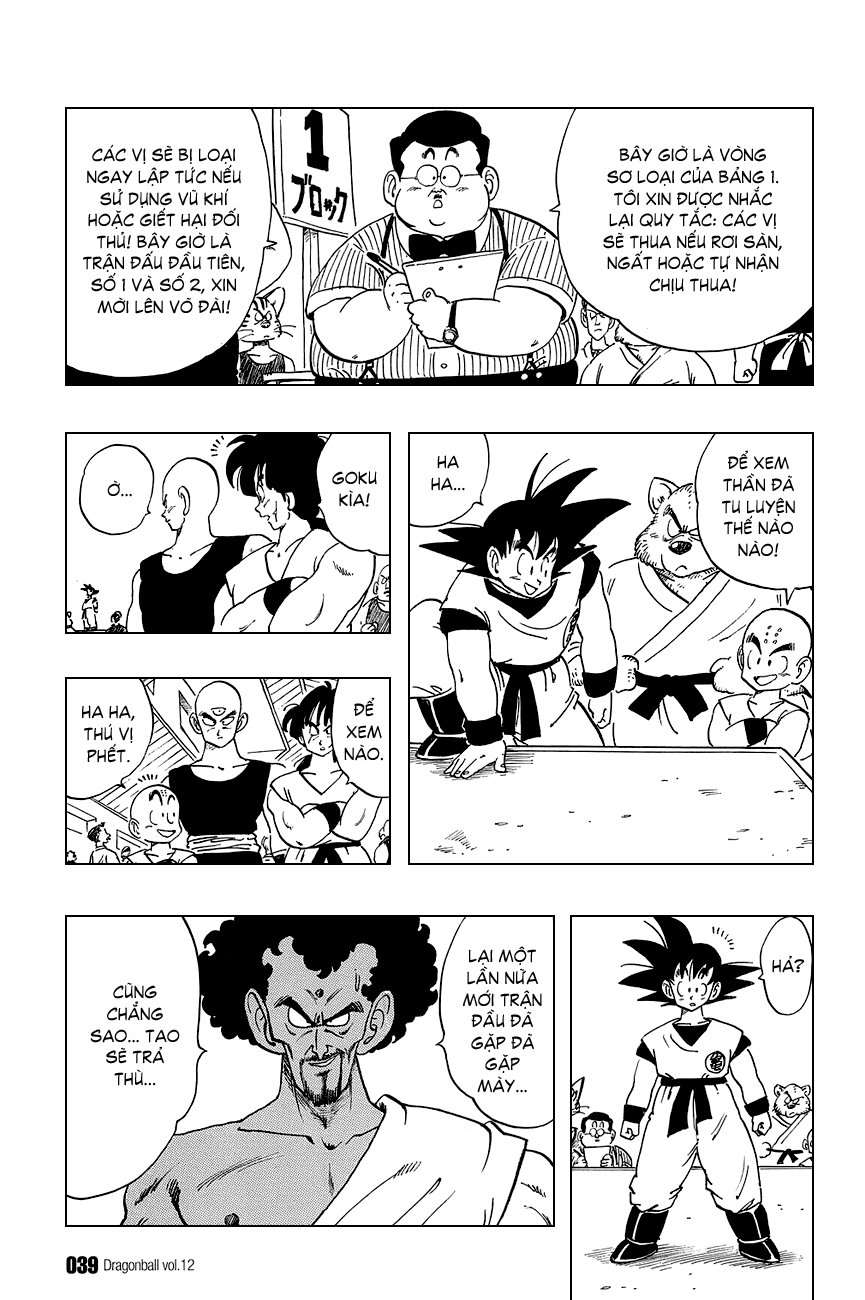 BÂY GIỜ LÀ VÒNG
SƠ LOẠI CỦA BẢNG 1.
TÔI XIN ĐƯỢC NHẮC
LẠI QUY TẮC: CÁC VỊ
SẼ THUA NẾU RƠI SÀN,
NGẤT HOẶC TỰ NHẬN
CHỊU THUA!
1
ブロック
CÁC VỊ SẼ BỊ LOẠI
NGAY LẬP TỨC NẾU
SỬ DỤNG VŨ KHÍ
HOẶC GIẾT HẠI ĐỐI
THỦ! BÂY GIỜ LÀ
TRẬN ĐẤU ĐẦU TIÊN,
SỐ 1 VÀ SỐ 2, XIN
MỜI LÊN VÕ ĐÀI!
ĐỂ XEM
THẦN ĐÃ
TU LUYỆN
THẾ NÀO
NÀO!
HA
HA...
GOKU
KÌA!
Ờ...
ĐỂ
XEM
NÀO.
HA HA,
THÚ VỊ
PHẾT.
HẢ?
亀
LẠI MỘT
LẦN NỮA
MỚI TRẬN
ĐẦU ĐÃ
GẶP ĐÃ
GẶP
MÀY...
CŨNG
CHẲNG
SAO... TAO
SẼ TRẢ
THÙ...
039 Dragonball vol.12